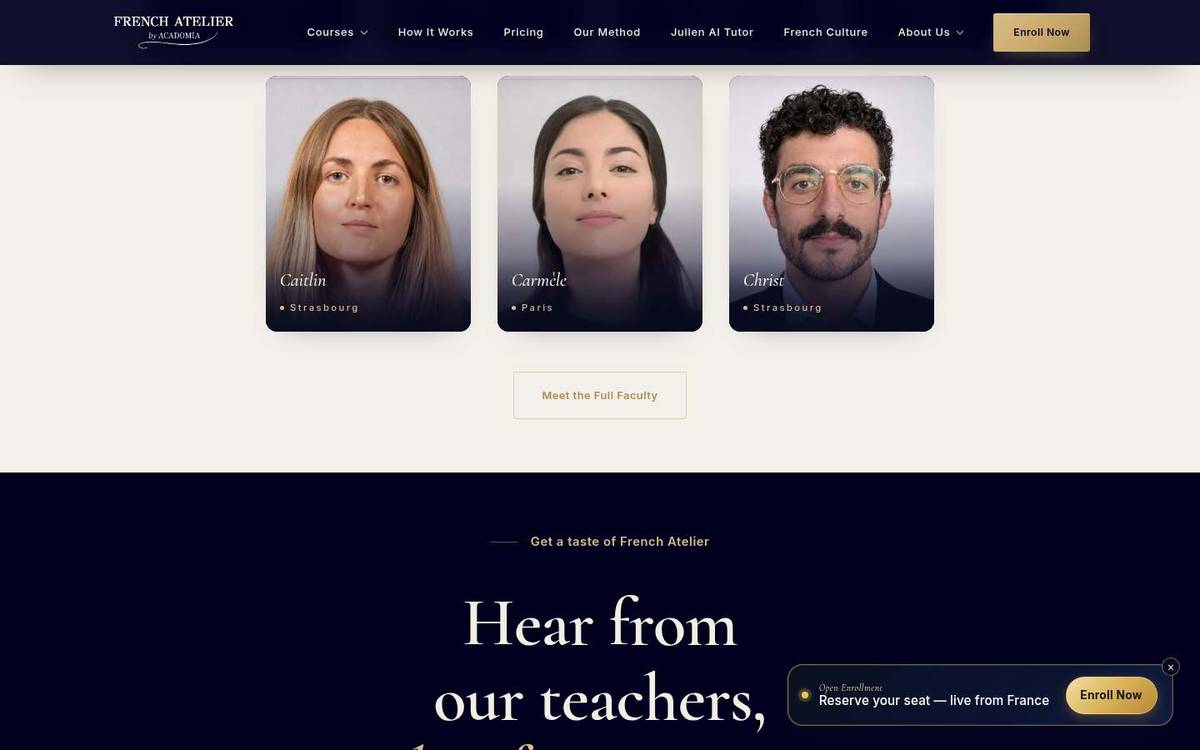 FRENCH ATELIER
by ACADOMIA
Courses How It Works Pricing Our Method Julien AI Tutor French Culture About Us Enroll Now
Caitlin
Strasbourg
Carmèle
Paris
Christ
Strasbourg
Meet the Full Faculty
Get a taste of French Atelier
Hear from
our teachers,
Open Enrollment
Reserve your seat — live from France
Enroll Now